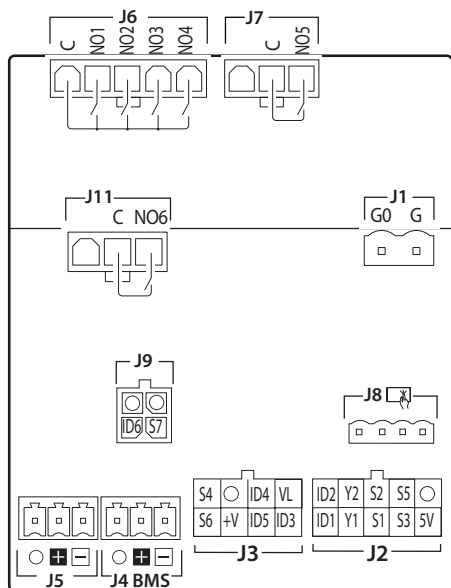 J6
J7
C NO1 NO2 NO3 NO4
C NO5
J11
J1
C NO6
G0 G
J9
J8
ID6 S7
S4 ID4 VL
ID2 Y2 S2 S5
S6 +V ID5 ID3
ID1 Y1 S1 S3 5V
+ − + −
J5
J4 BMS
J3
J2